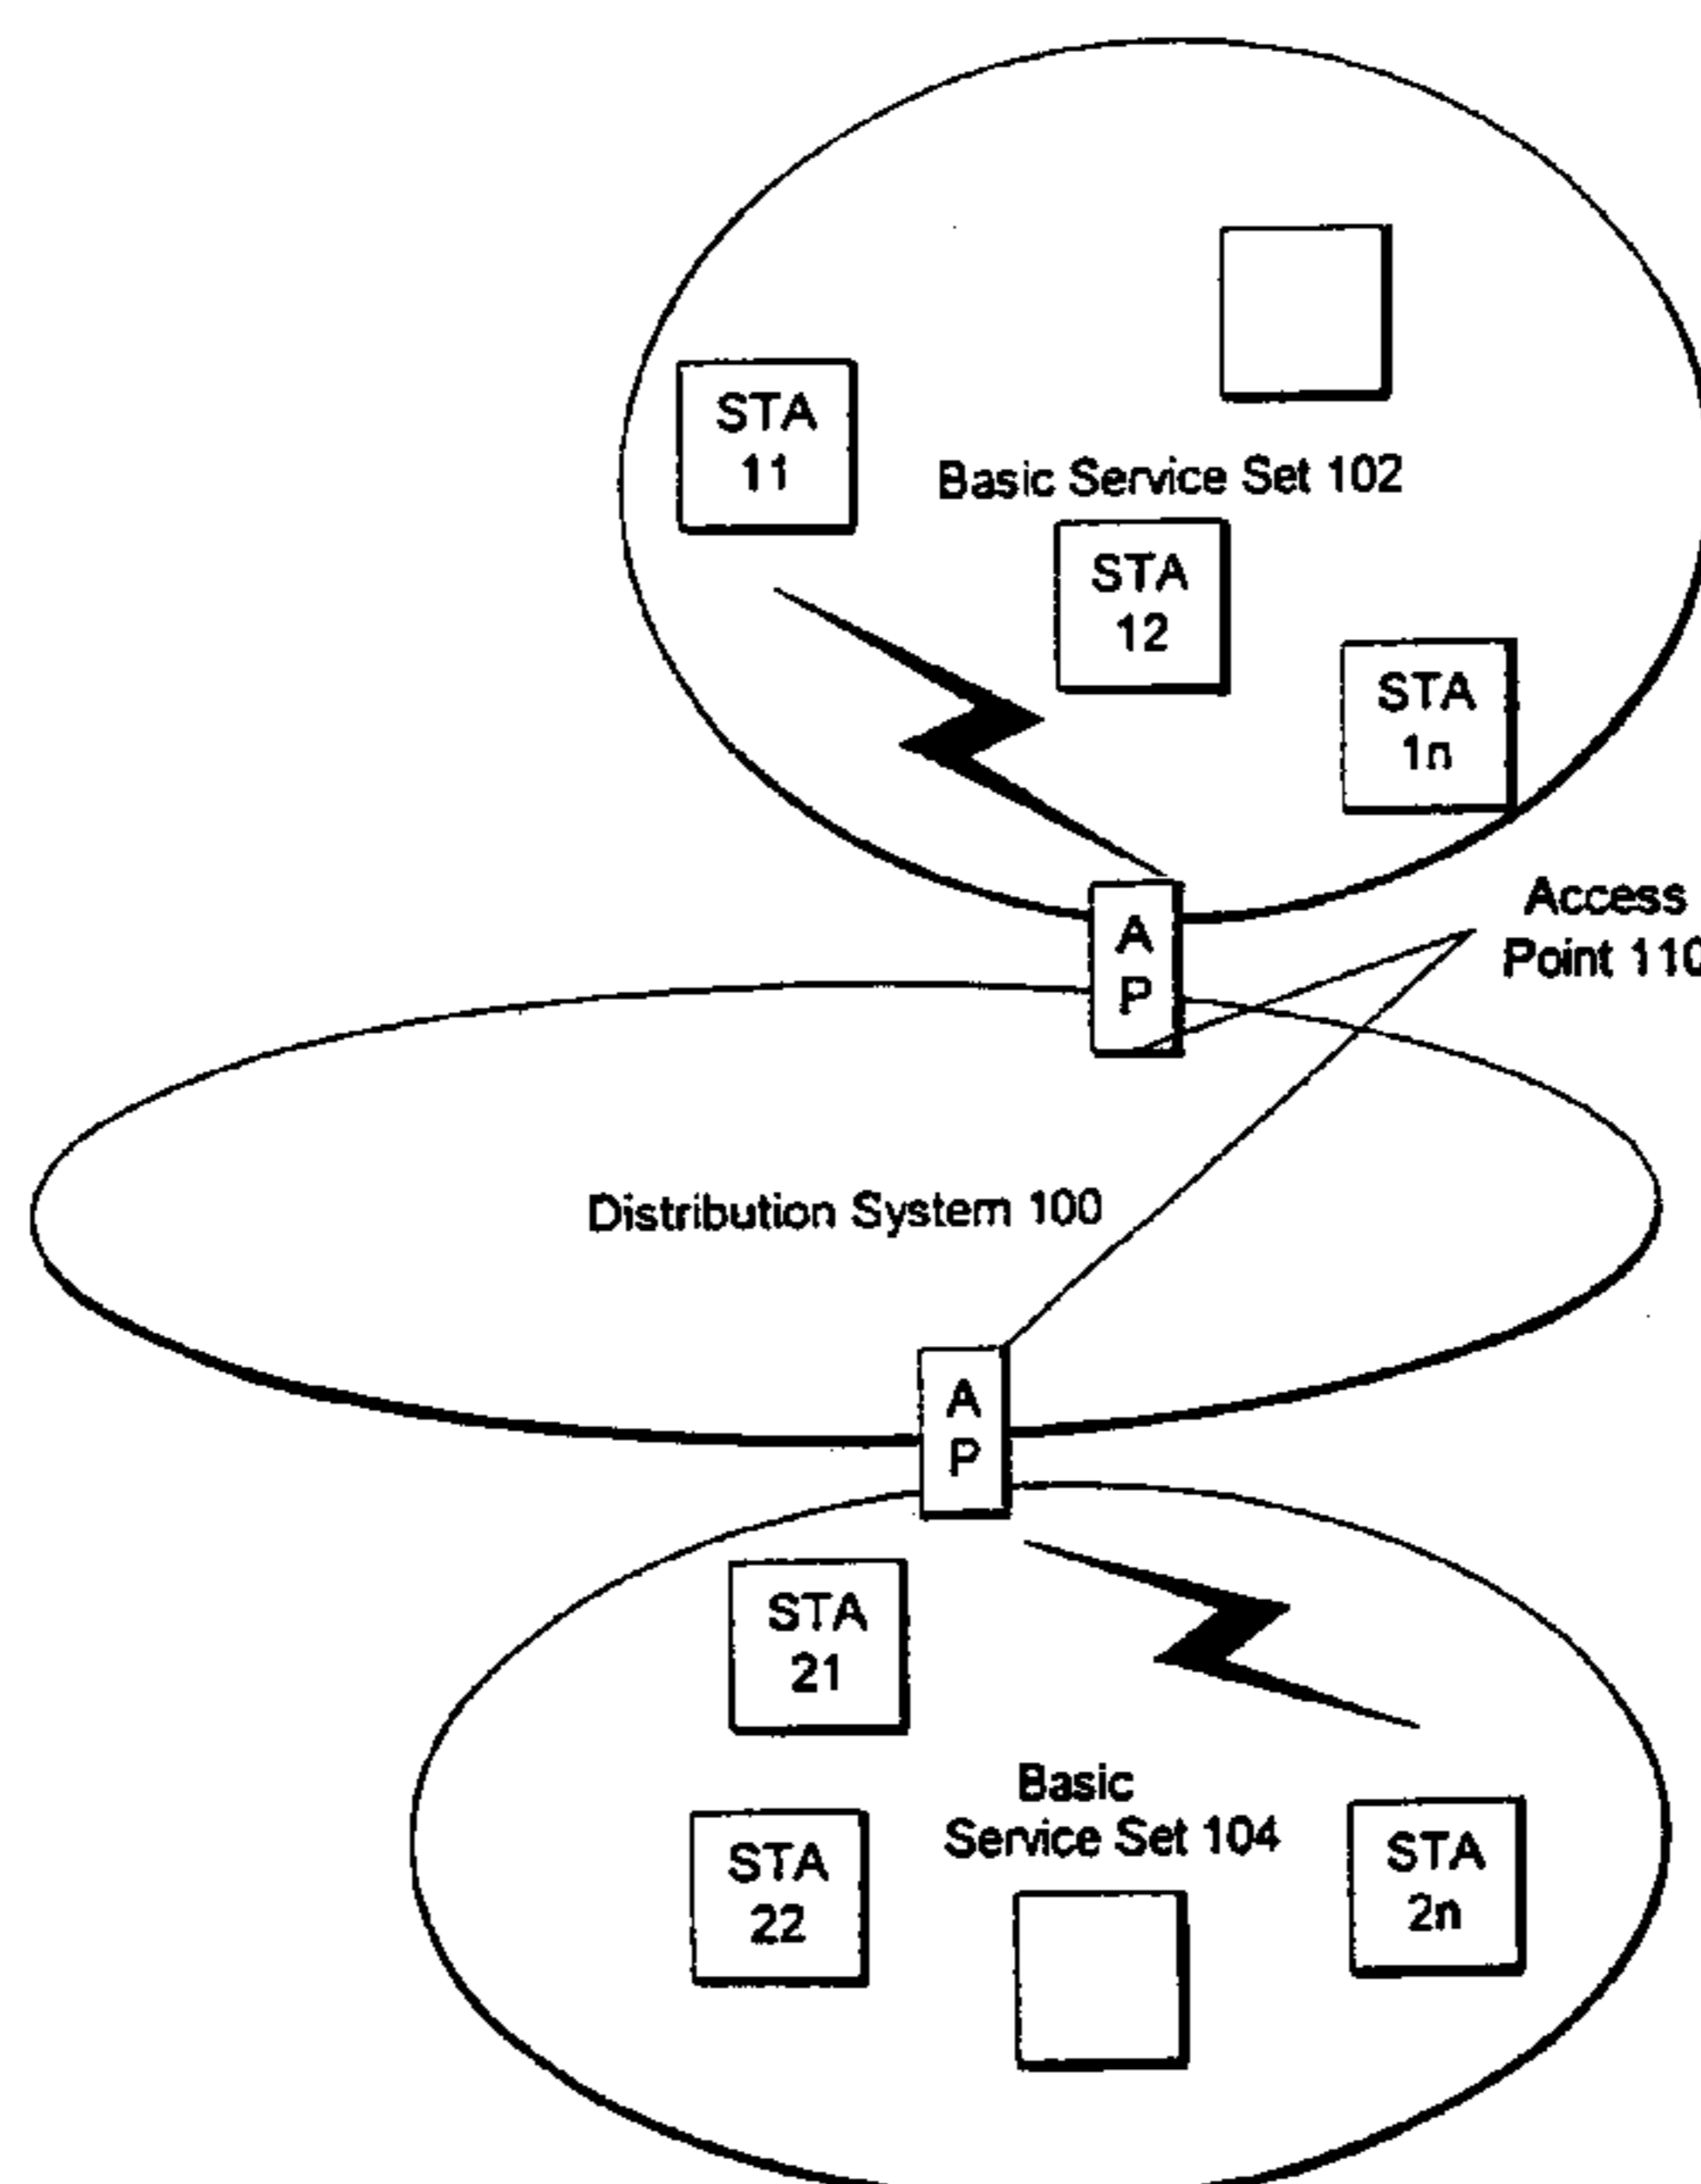 STA
11
Basic Service Set 102
STA
12
STA
1n
Access
Point 110
A
P
Distribution System 100
A
P
STA
21
Basic
Service Set 104
STA
22
STA
2n